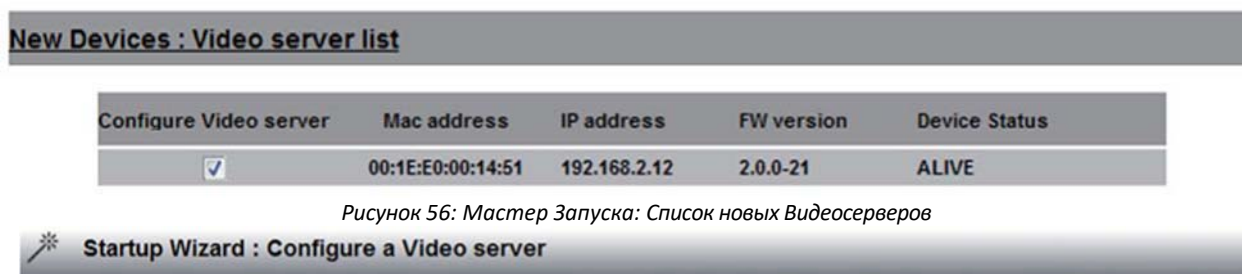 New Devices : Video server list
Configure Video server Mac address IP address FW version Device Status
00:1E:E0:00:14:51 192.168.2.12 2.0.0-21 ALIVE
Рисунок 56: Мастер Запуска: Список новых Видеосерверов
Startup Wizard : Configure a Video server